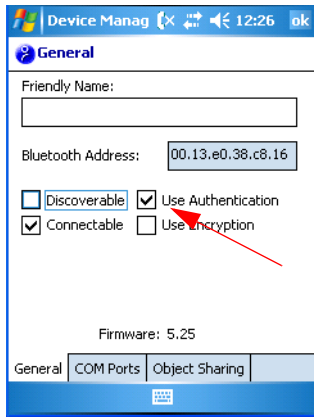 Device Manag 12:26 ok
General
Friendly Name:
Bluetooth Address: 00.13.e0.38.c8.16
Discoverable Use Authentication
Connectable Use Encryption
Firmware: 5.25
General COM Ports Object Sharing